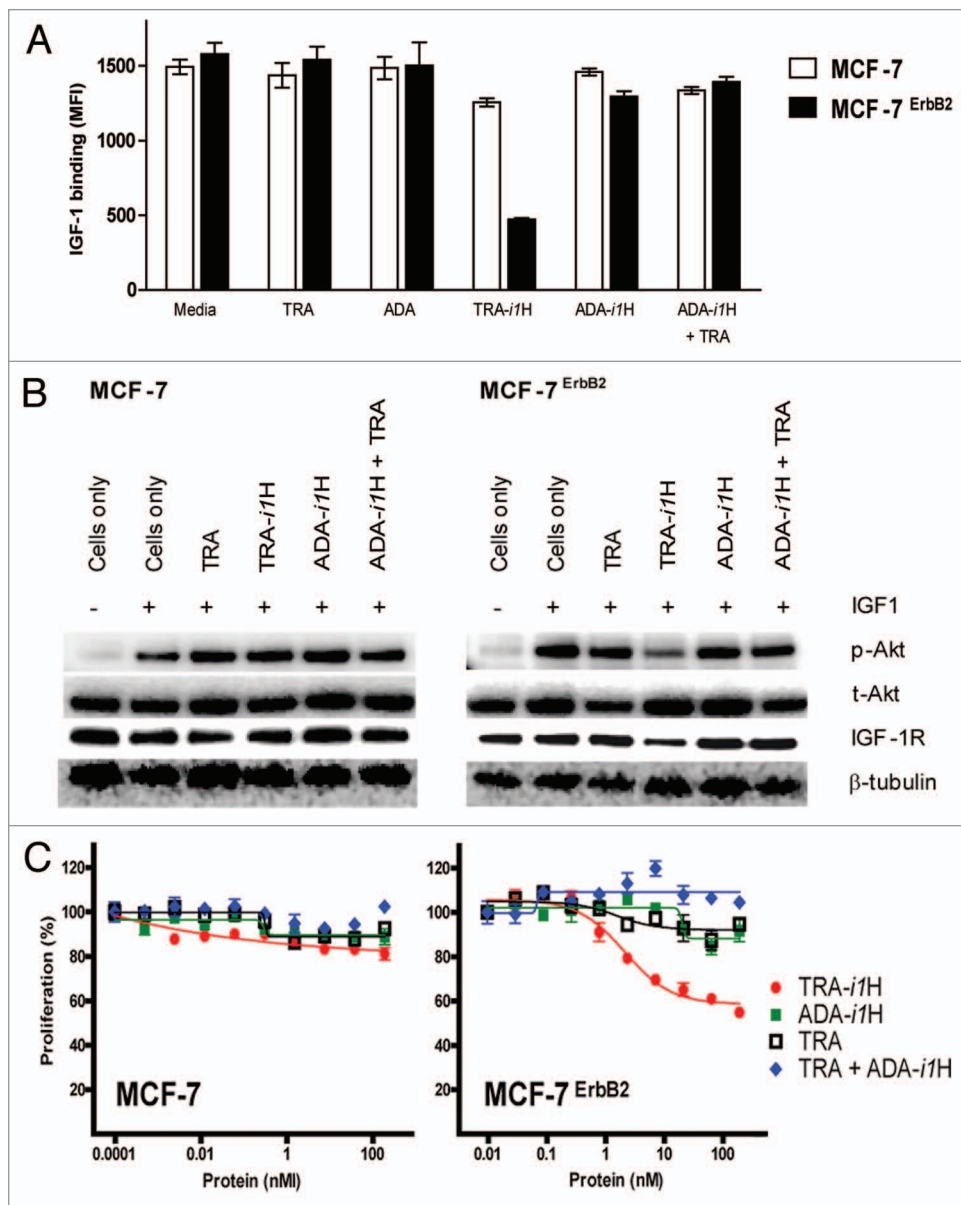 A
IGF-1 binding (MFI)
1500
1000
500
0
Media
TRA
ADA
TRA-i1H
ADA-i1H
ADA-i1H
+ TRA
MCF-7
MCF-7 ErbB2
B
MCF-7
MCF-7 ErbB2
Cells only
Cells only
TRA
TRA-i1H
ADA-i1H
ADA-i1H + TRA
Cells only
Cells only
TRA
TRA-i1H
ADA-i1H
ADA-i1H + TRA
- + + + + +
- + + + + +
IGF1
p-Akt
t-Akt
IGF-1R
β-tubulin
C
Proliferation (%)
120
100
80
60
40
20
MCF-7
0.0001 0.01 1 100
Protein (nMl)
120
100
80
60
40
20
MCF-7 ErbB2
0.01 0.1 1 10 100
Protein (nM)
TRA-i1H
ADA-i1H
TRA
TRA + ADA-i1H